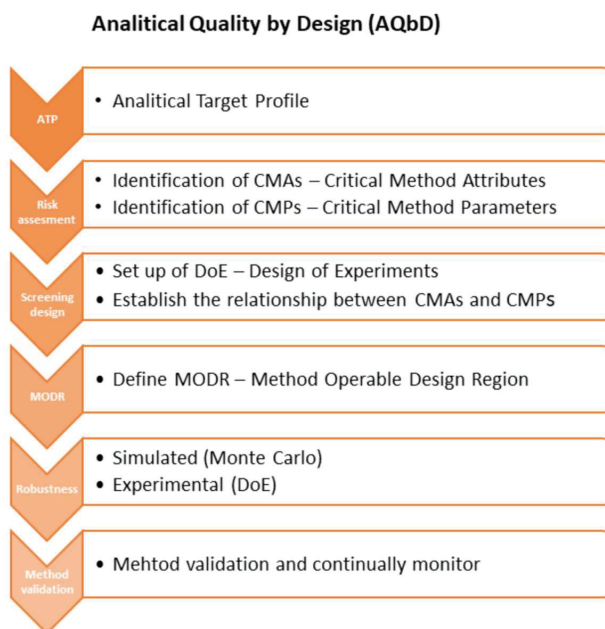 Analitical Quality by Design (AQbD)
ATP
• Analitical Target Profile
Risk
assesment
• Identification of CMAs – Critical Method Attributes
• Identification of CMPs – Critical Method Parameters
Screening
design
• Set up of DoE – Design of Experiments
• Establish the relationship between CMAs and CMPs
MODR
• Define MODR – Method Operable Design Region
Robustness
• Simulated (Monte Carlo)
• Experimental (DoE)
Method
validation
• Mehtod validation and continually monitor